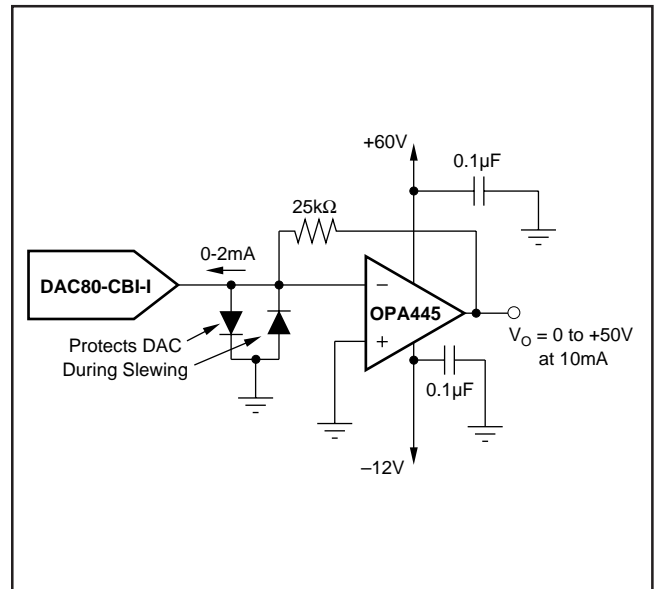 +60V
0.1µF
25kΩ
0-2mA
DAC80-CBI-I
–
OPA445
+
Protects DAC
During Slewing
V_O = 0 to +50V
at 10mA
0.1µF
–12V